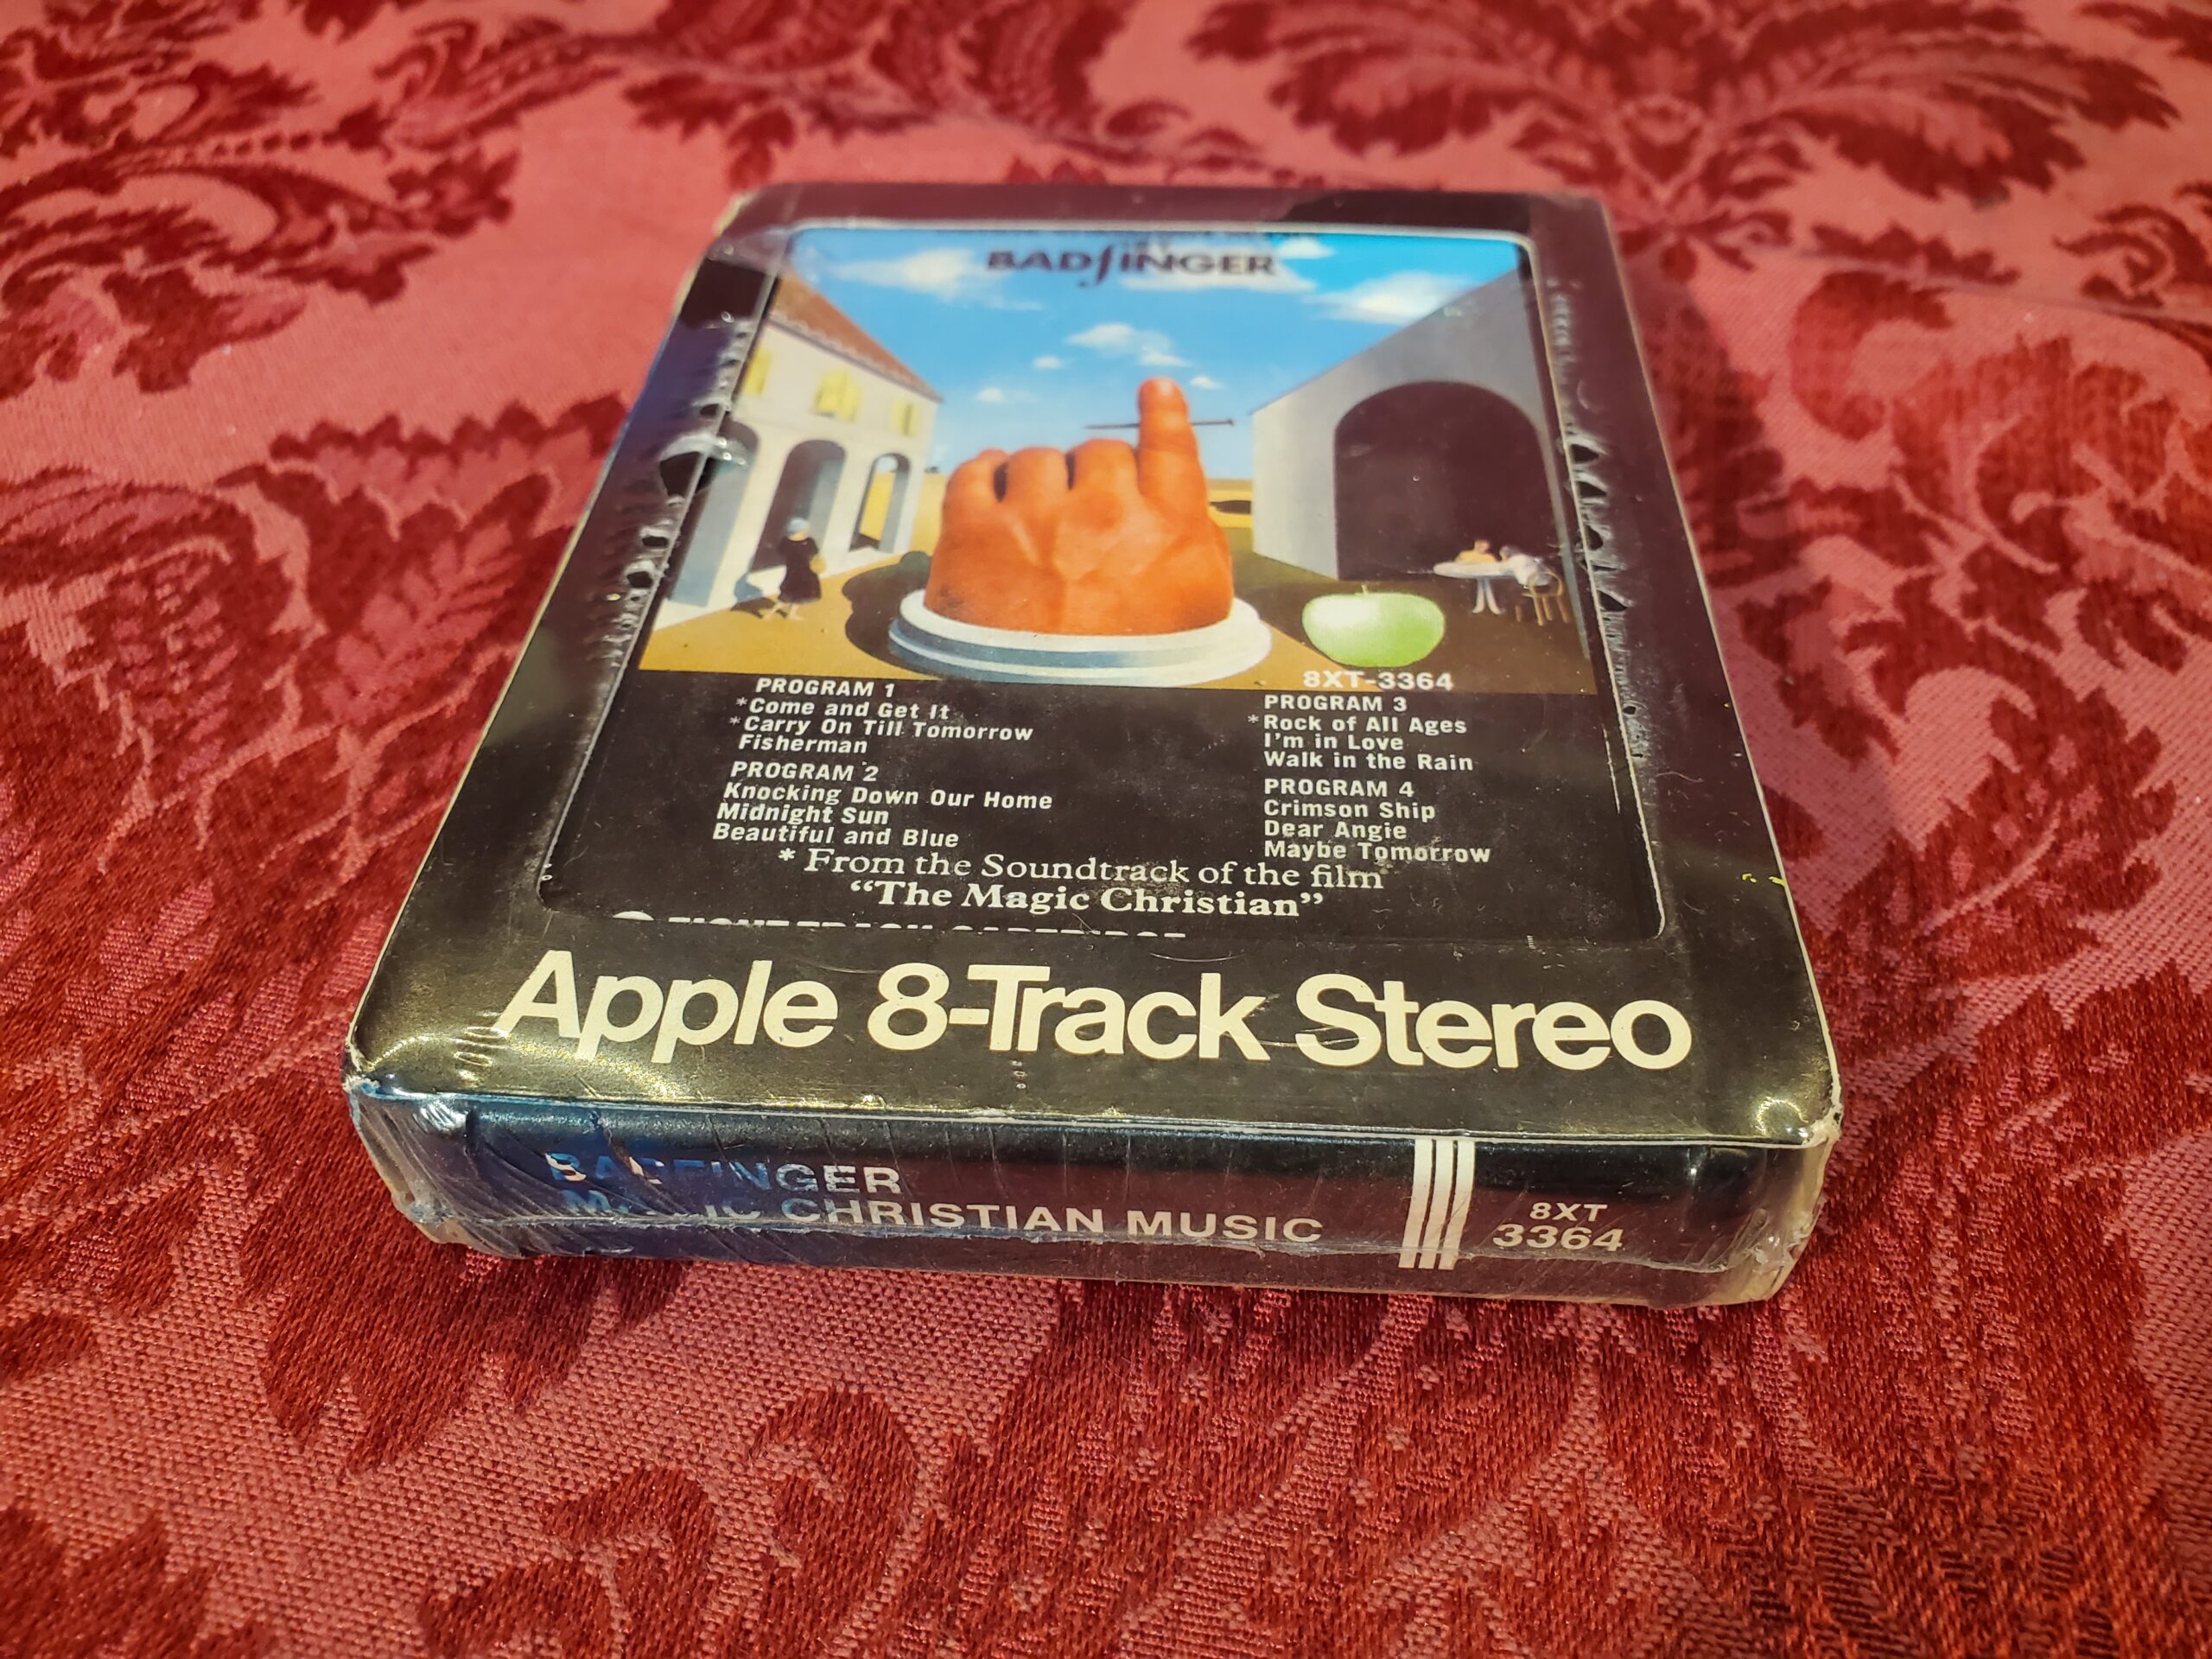 BADFINGER
8XT-3364
PROGRAM 1
*Come and Get It
*Carry On Till Tomorrow
Fisherman
PROGRAM 2
Knocking Down Our Home
Midnight Sun
Beautiful and Blue
PROGRAM 3
*Rock of All Ages
I'm in Love
Walk in the Rain
PROGRAM 4
Crimson Ship
Dear Angie
Maybe Tomorrow
* From the Soundtrack of the film
“The Magic Christian”
Apple 8-Track Stereo
BADFINGER
MAGIC CHRISTIAN MUSIC
8XT
3364